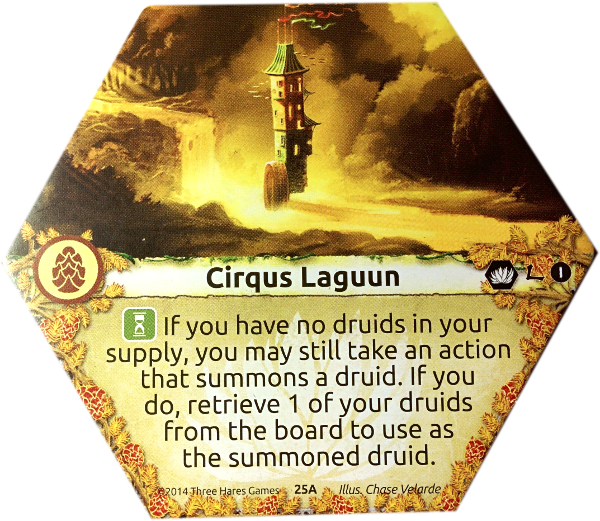 Cirqus Laguun
1
If you have no druids in your
supply, you may still take an action
that summons a druid. If you
do, retrieve 1 of your druids
from the board to use as
the summoned druid.
©2014 Three Hares Games 25A Illus. Chase Velarde